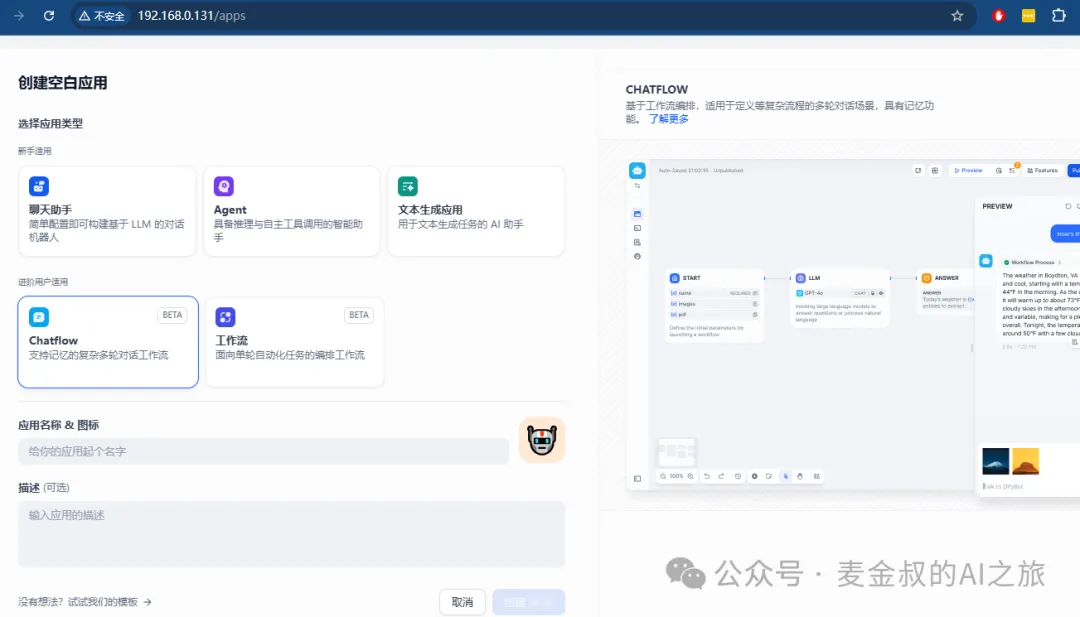 不安全
192.168.0.131/apps
创建空白应用
选择应用类型
新手适用
聊天助手
简单配置即可构建基于 LLM 的对话
机器人
Agent
具备推理与自主工具调用的智能助
手
文本生成应用
用于文本生成任务的 AI 助手
进阶用户适用
BETA
Chatflow
支持记忆的复杂多轮对话工作流
BETA
工作流
面向单轮自动化任务的编排工作流
应用名称 & 图标
给你的应用起个名字
描述 (可选)
输入应用的描述
没有想法？试试我们的模板 →
取消
创建
CHATFLOW
基于工作流编排，适用于定义等复杂流程的多轮对话场景，具有记忆功
能。 了解更多
Preview
Features
PREVIEW
How's th
START
name
REQUIRED
images
pdf
Define the initial parameters for
launching a workflow
LLM
GPT-4o
CHAT
Invoking large language models to
answer questions or process natural
language
ANSWER
ANSWER
Workflow Process
The weather in Boydton, VA
and cool, starting with a tem
44°F in the morning. As the
it will warm up to about 73°F
cloudy skies in the afternoon
and variable, making for a pl
overall. Tonight, the tempera
around 50°F with a few clou
100%
公众号 · 麦金叔的AI之旅